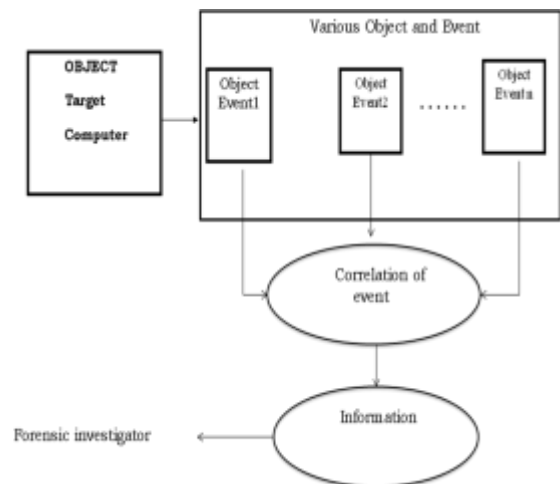 Various Object and Event
OBJECT
Target
Computer
Object
Event1
Object
Event2
......
Object
Eventn
Correlation of
event
Information
Forensic investigator